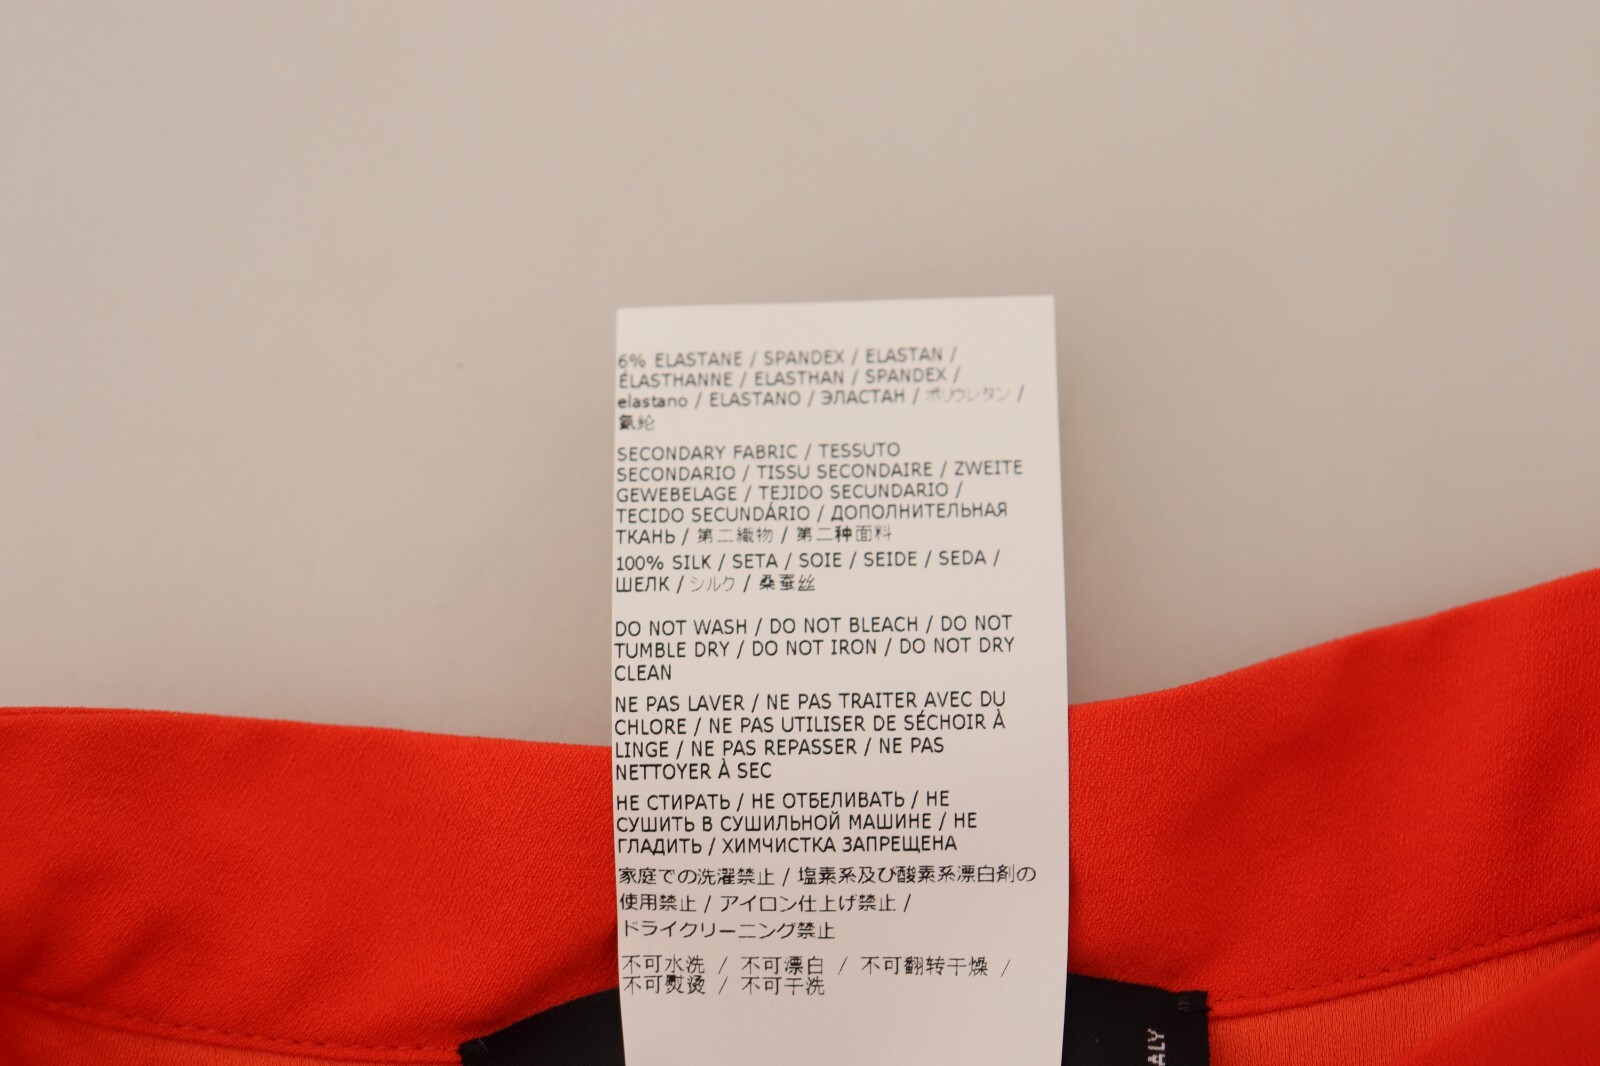 6% ELASTANE / SPANDEX / ELASTAN /
ÉLASTHANNE / ELASTHAN / SPANDEX /
elastano / ELASTANO / ЭЛАСТАН / ポリウレタン /
氨纶
SECONDARY FABRIC / TESSUTO
SECONDARIO / TISSU SECONDAIRE / ZWEITE
GEWEBELAGE / TEJIDO SECUNDARIO /
TECIDO SECUNDÁRIO / ДОПОЛНИТЕЛЬНАЯ
ТКАНЬ / 第二織物 / 第二种面料
100% SILK / SETA / SOIE / SEIDE / SEDA /
ШЕЛК / シルク / 桑蚕丝
DO NOT WASH / DO NOT BLEACH / DO NOT
TUMBLE DRY / DO NOT IRON / DO NOT DRY
CLEAN
NE PAS LAVER / NE PAS TRAITER AVEC DU
CHLORE / NE PAS UTILISER DE SÉCHOIR À
LINGE / NE PAS REPASSER / NE PAS
NETTOYER À SEC
НЕ СТИРАТЬ / НЕ ОТБЕЛИВАТЬ / НЕ
СУШИТЬ В СУШИЛЬНОЙ МАШИНЕ / НЕ
ГЛАДИТЬ / ХИМЧИСТКА ЗАПРЕЩЕНА
家庭での洗濯禁止 / 塩素系及び酸素系漂白剤の
使用禁止 / アイロン仕上げ禁止 /
ドライクリーニング禁止
不可水洗 / 不可漂白 / 不可翻转干燥 /
不可熨烫 / 不可干洗
ALY